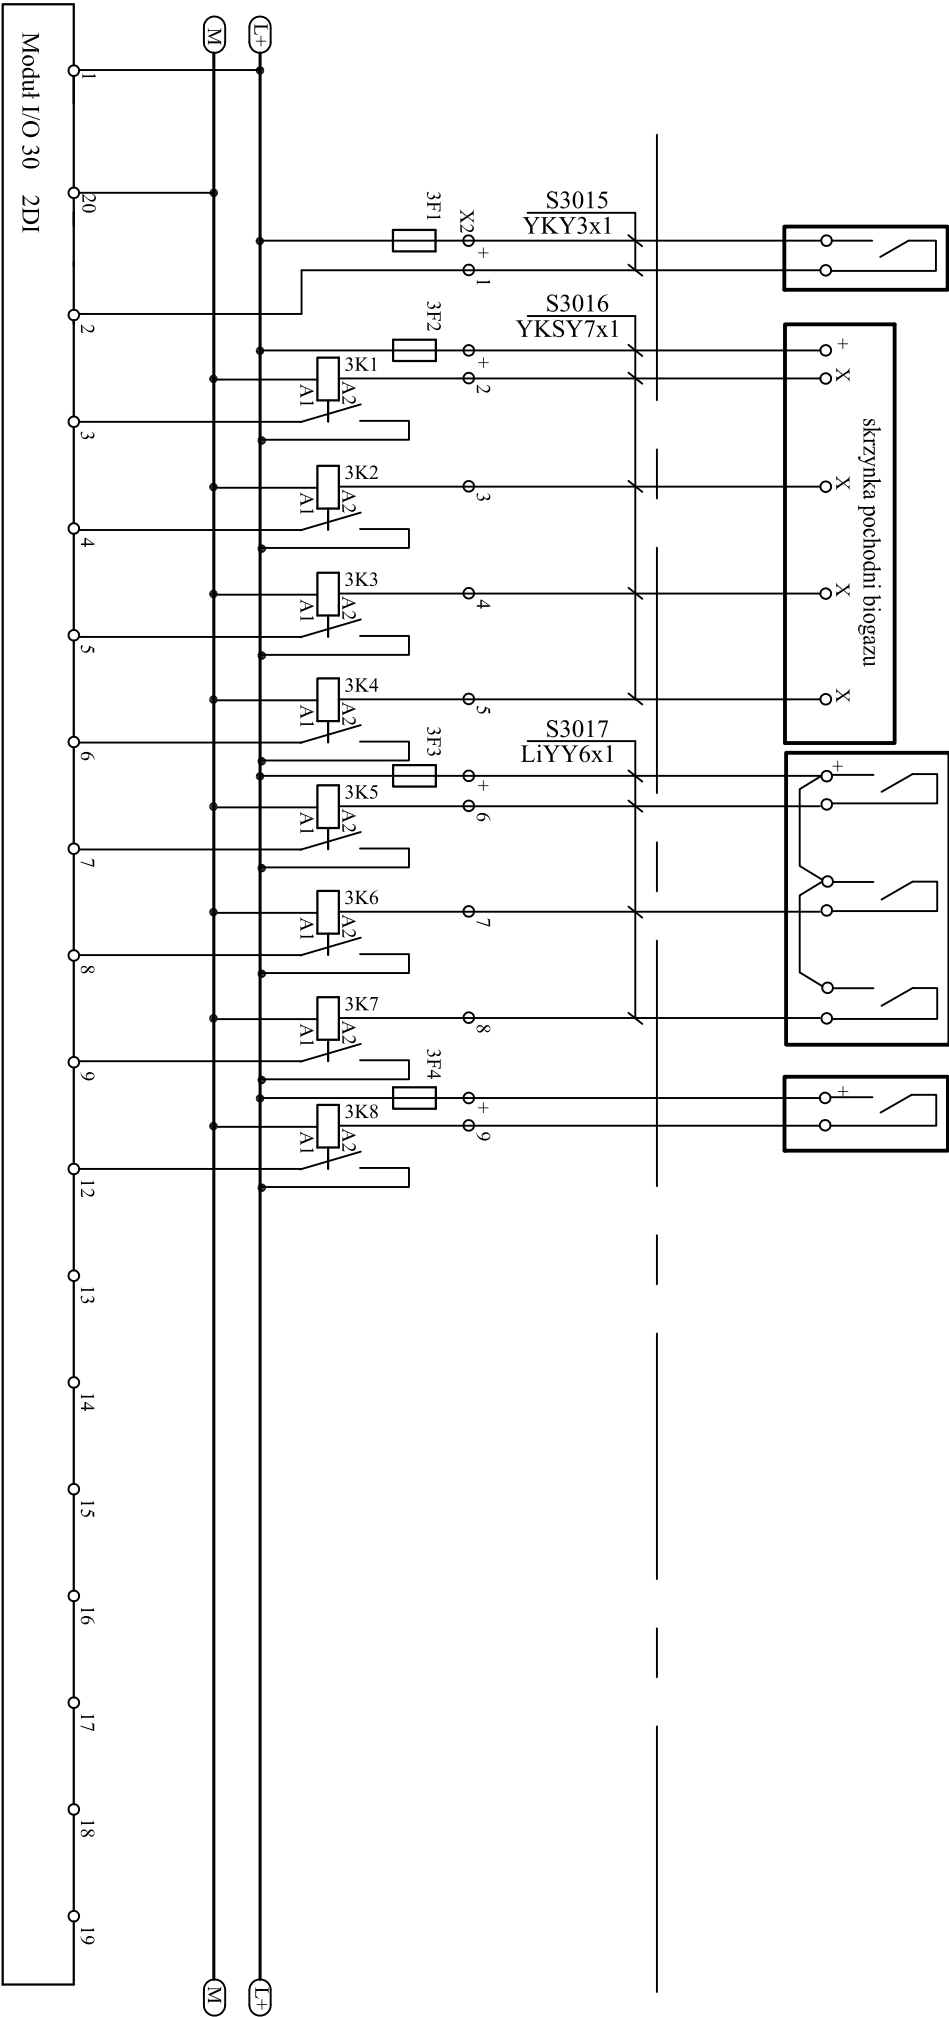 Moduł I/O 30 2DI
M
L+
1
20
2
3
4
5
6
7
8
9
12
13
14
15
16
17
18
19
3F1
X2
+
1
S3015
YKY3x1
3F2
+
2
S3016
YKSY7x1
3K1
A1
A2
3K2
A1
A2
3
3K3
A1
A2
4
3K4
A1
A2
5
3F3
+
6
S3017
LiYY6x1
3K5
A1
A2
3K6
A1
A2
7
3K7
A1
A2
8
3F4
+
9
3K8
A1
A2
+
X
X
X
X
skrzynka pochodni biogazu
+
+
M
L+